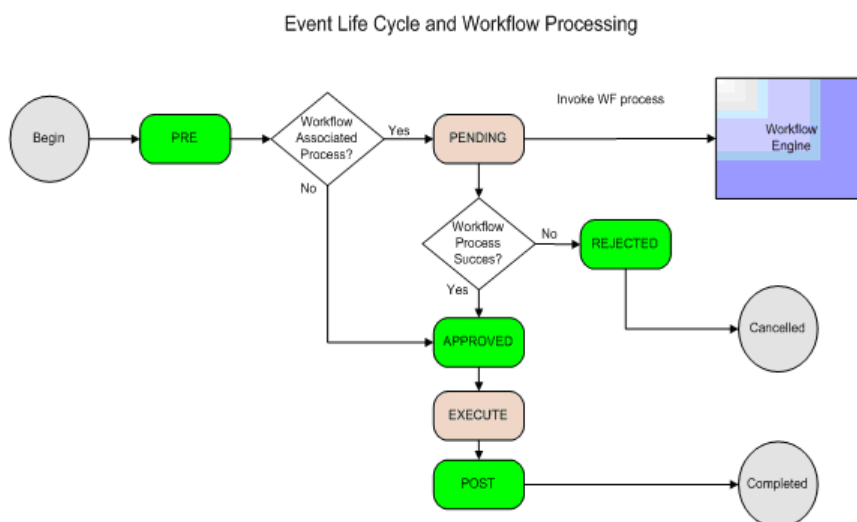 Event Life Cycle and Workflow Processing
Invoke WF process
Begin
PRE
Workflow
Associated
Process?
Yes
PENDING
Workflow
Engine
No
Workflow
Process
Succes?
No
REJECTED
Yes
APPROVED
Cancelled
EXECUTE
POST
Completed